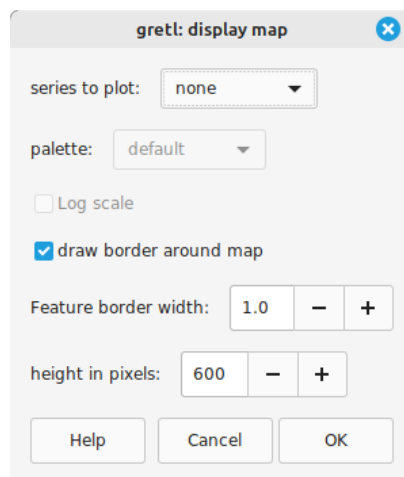 gretl: display map
series to plot: none
palette: default
Log scale
draw border around map
Feature border width: 1.0 − +
height in pixels: 600 − +
Help Cancel OK